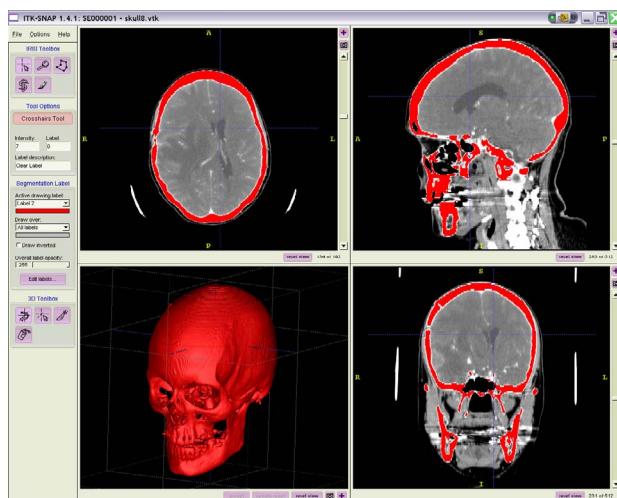 ITK-SNAP 1.4.1: SE000001 - skull8.vtk
File Options Help
IRIS Toolbox
Tool Options
Crosshairs Tool
Intensity: Label:
7 0
Label description:
Clear Label
Segmentation Label
Active drawing label:
Label 2
Draw over:
All labels
Draw inverted
Overall label opacity:
Edit labels...
3D Toolbox
A
R L
P
reset view
S
A
I
reset view
reset view
S
R L
I
reset view